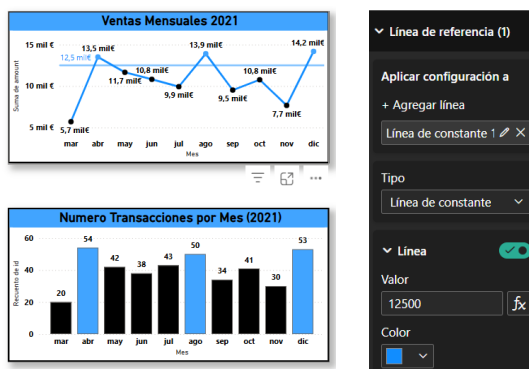 Ventas Mensuales 2021
15 mil €
10 mil €
5 mil €
Suma de amount
12,5 mil€
5,7 mil€
13,5 mil€
11,7 mil€
10,8 mil€
9,9 mil€
13,9 mil€
9,5 mil€
10,8 mil€
7,7 mil€
14,2 mil€
mar abr may jun jul ago sep oct nov dic
Mes
Numero Transacciones por Mes (2021)
60
40
20
0
Recuento de id
20 54 42 38 43 50 34 41 30 53
mar abr may jun jul ago sep oct nov dic
Mes
Línea de referencia (1)
Aplicar configuración a
+ Agregar línea
Línea de constante 1
Tipo
Línea de constante
Línea
Valor
12500
fx
Color